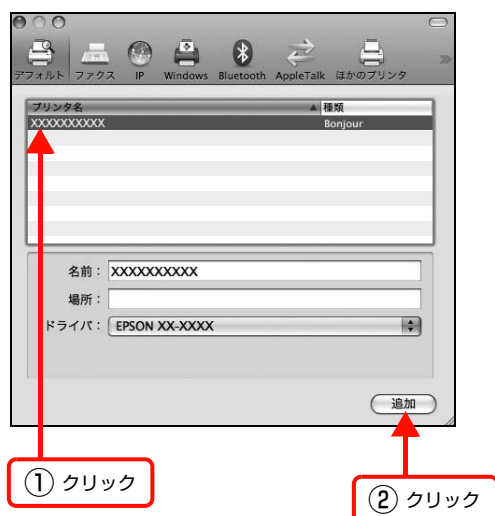 デフォルト ファクス IP Windows Bluetooth AppleTalk ほかのプリンタ
プリンタ名 種類
XXXXXXXXXX Bonjour
名前： XXXXXXXXXX
場所：
ドライバ： EPSON XX-XXXX
追加
① クリック
② クリック